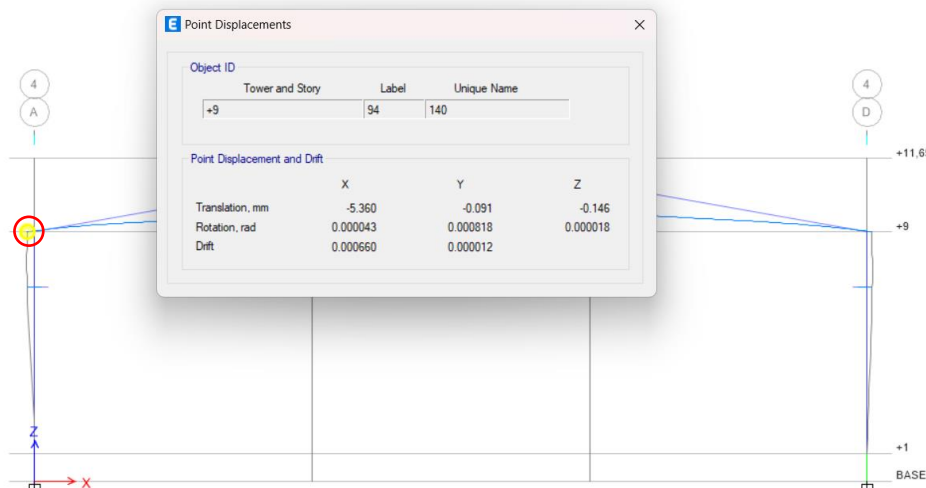 E Point Displacements
Object ID
Tower and Story Label Unique Name
+9 94 140
Point Displacement and Drift
X Y Z
Translation, mm -5.360 -0.091 -0.146
Rotation, rad 0.000043 0.000818 0.000018
Drift 0.000660 0.000012
4
A
4
D
+11,65
+9
+1
BASE
Z
X